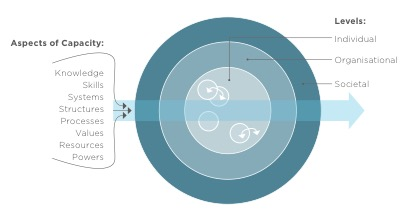 Levels:
Individual
Organisational
Societal
Aspects of Capacity:
Knowledge
Skills
Systems
Structures
Processes
Values
Resources
Powers